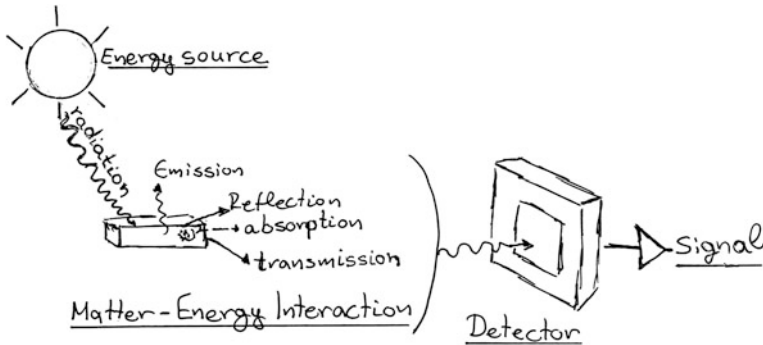 Energy source
radiation
Emission
Reflection
absorption
transmission
Matter-Energy Interaction
Detector
Signal